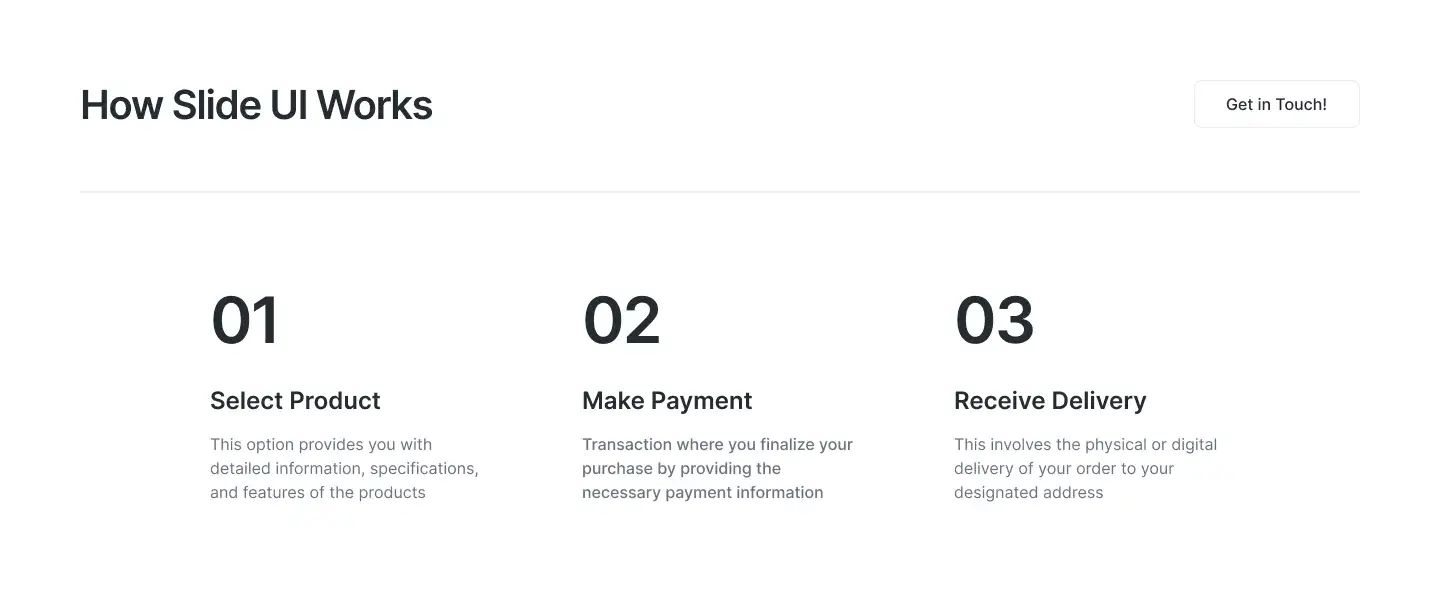 How Slide UI Works
Get in Touch!
01
Select Product
This option provides you with
detailed information, specifications,
and features of the products
02
Make Payment
Transaction where you finalize your
purchase by providing the
necessary payment information
03
Receive Delivery
This involves the physical or digital
delivery of your order to your
designated address